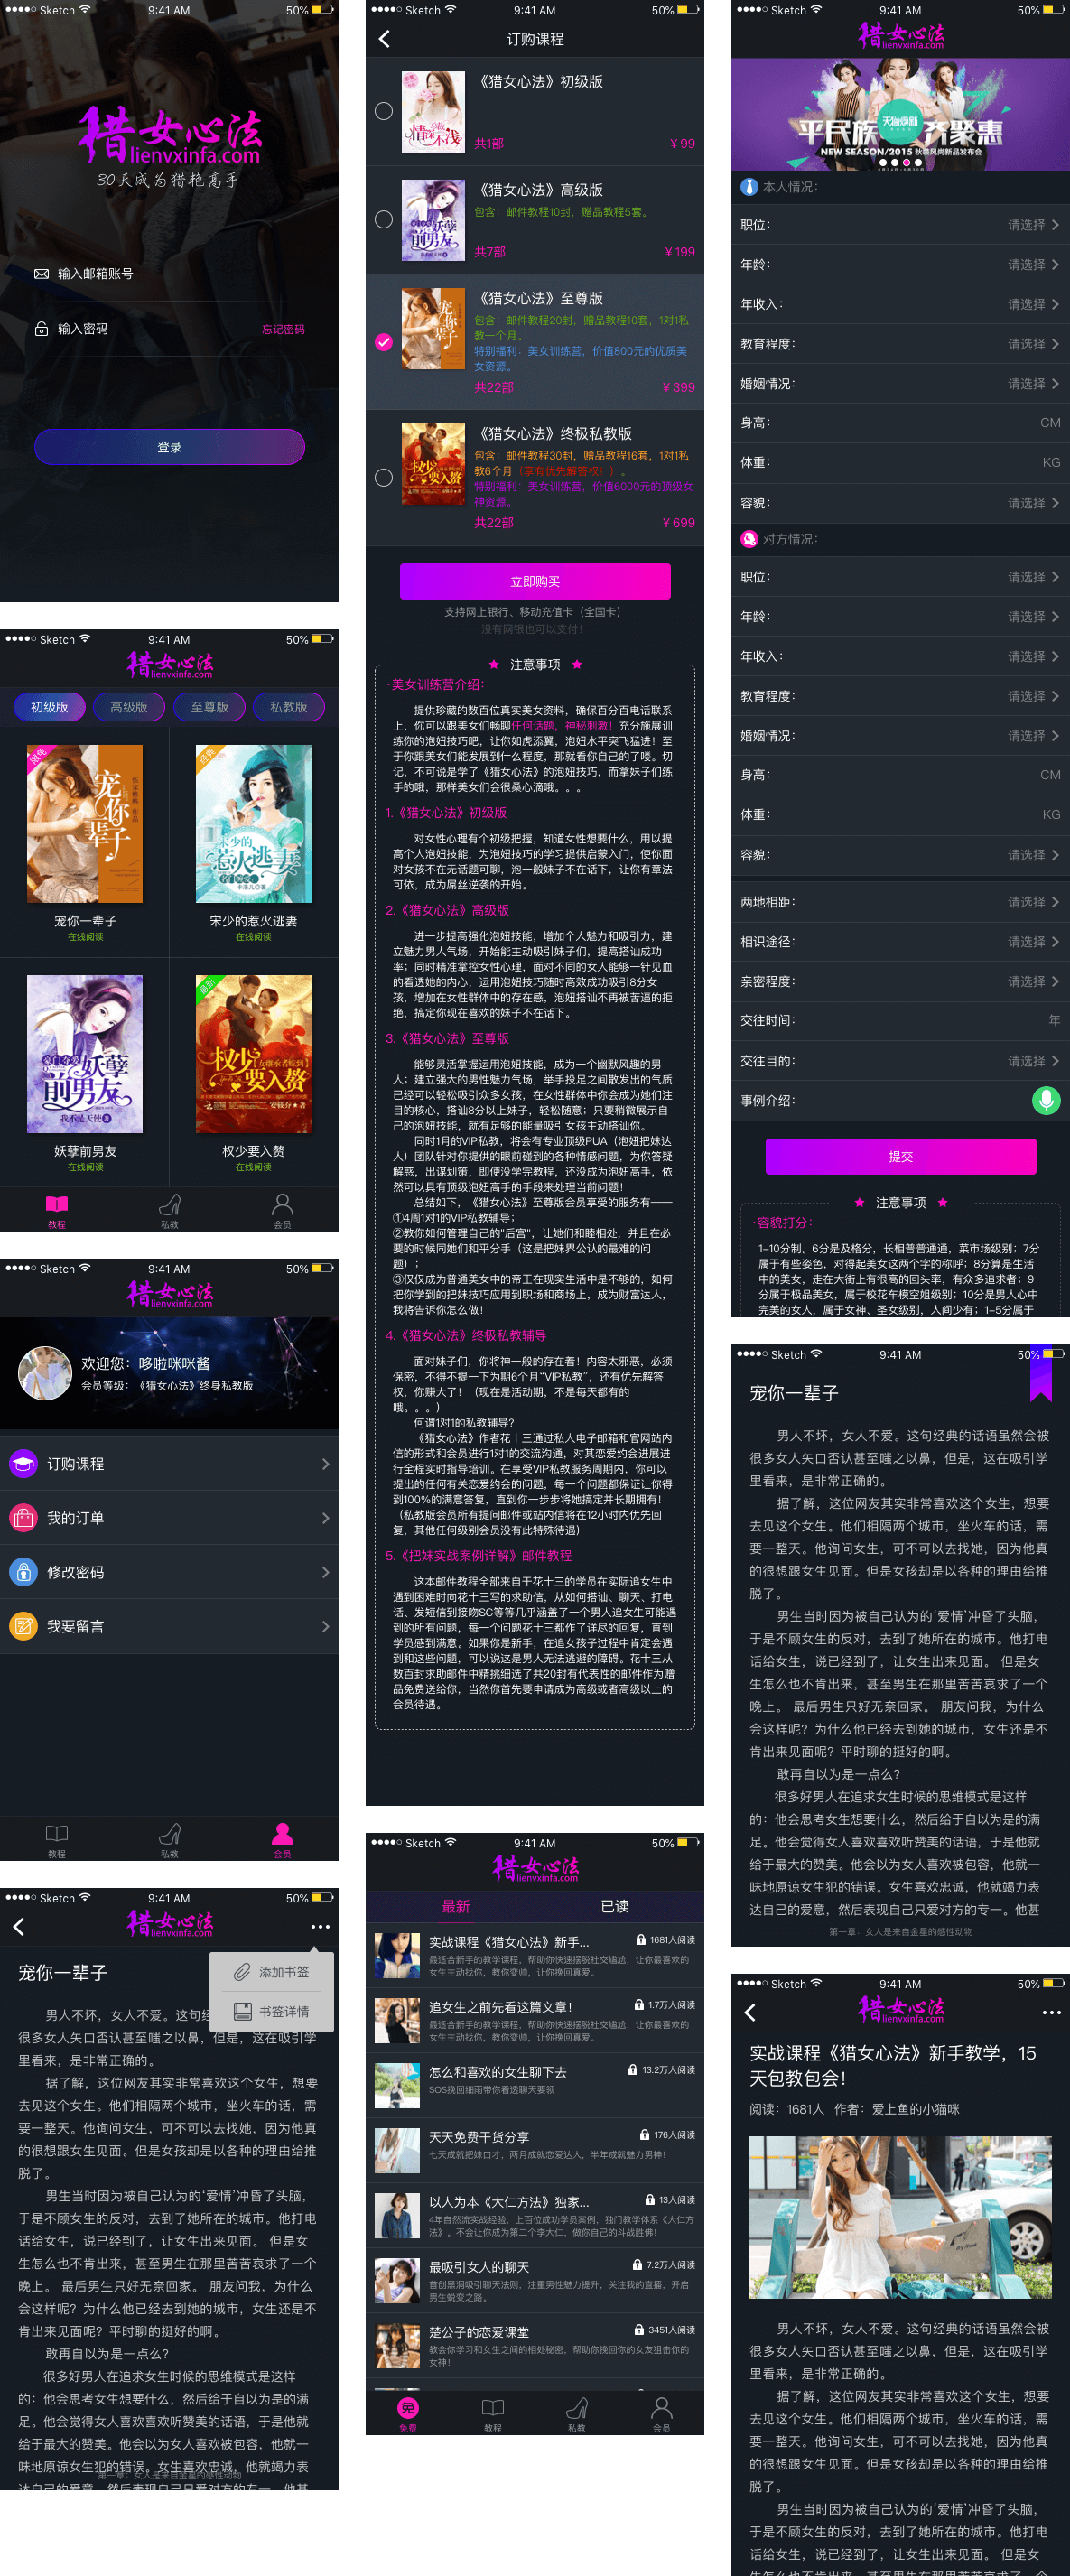 Sketch 9:41 AM 50%
猎女心法
lienvxinfa.com
30天成为猎艳高手
输入邮箱账号
输入密码 忘记密码
登录
Sketch 9:41 AM 50%
猎女心法
lienvxinfa.com
初级版 高级版 至尊版 私教版
限免
宠你一辈子
在线阅读
经典
宋少的惹火逃妻
宋少的惹火逃妻
在线阅读
妖孽前男友
我不是天使
妖孽前男友
在线阅读
权少要入赘
安筱乔 著
权少要入赘
在线阅读
教程 私教 会员
Sketch 9:41 AM 50%
猎女心法
lienvxinfa.com
欢迎您：哆啦咪咪酱
会员等级：《猎女心法》终身私教版
订购课程
我的订单
修改密码
我要留言
教程 私教 会员
Sketch 9:41 AM 50%
猎女心法
lienvxinfa.com
添加书签
书签详情
宠你一辈子
男人不坏，女人不爱。这句经
很多女人矢口否认甚至嗤之以鼻，但是，这在吸引学
里看来，是非常正确的。
据了解，这位网友其实非常喜欢这个女生，想要
去见这个女生。他们相隔两个城市，坐火车的话，需
要一整天。他询问女生，可不可以去找她，因为他真
的很想跟女生见面。但是女孩却是以各种的理由给推
脱了。
男生当时因为被自己认为的‘爱情’冲昏了头脑，
于是不顾女生的反对，去到了她所在的城市。他打电
话给女生，说已经到了，让女生出来见面。 但是女
生怎么也不肯出来，甚至男生在那里苦苦哀求了一个
晚上。 最后男生只好无奈回家。 朋友问我，为什么
会这样呢？为什么他已经去到她的城市，女生还是不
肯出来见面呢？平时聊的挺好的啊。
敢再自以为是一点么？
很多好男人在追求女生时候的思维模式是这样
的：他会思考女生想要什么，然后给于自以为是的满
足。他会觉得女人喜欢喜欢听赞美的话语，于是他就
给于最大的赞美。他会以为女人喜欢被包容，他就一
味地原谅女生犯的错误。女生喜欢忠诚，他就竭力表
达自己的爱意，然后表现自己只爱对方的专一。他甚
第一章：女人是来自金星的感性动物
Sketch 9:41 AM 50%
订购课程
《猎女心法》初级版
共1部 ￥99
《猎女心法》高级版
包含：邮件教程10封，赠品教程5套。
共7部 ￥199
《猎女心法》至尊版
包含：邮件教程20封，赠品教程10套，1对1私
教一个月。
特别福利：美女训练营，价值800元的优质美
女资源。
共22部 ￥399
《猎女心法》终极私教版
包含：邮件教程30封，赠品教程16套，1对1私
教6个月（享有优先解答权；）。
特别福利：美女训练营，价值6000元的顶级女
神资源。
共22部 ￥699
立即购买
支持网上银行、移动充值卡（全国卡）
没有网银也可以支付！
注意事项
·美女训练营介绍：
提供珍藏的数百位真实美女资料，确保百分百电话联系
上，你可以跟美女们畅聊任何话题，神秘刺激！充分施展训
练你的泡妞技巧吧，让你如虎添翼，泡妞水平突飞猛进！至
于你跟美女们能发展到什么程度，那就看你自己的了喽。切
记，不可说是学了《猎女心法》的泡妞技巧，而拿妹子们练
手的哦，那样美女们会很桑心滴哦。。。
1.《猎女心法》初级版
对女性心理有个初级把握，知道女性想要什么，用以提
高个人泡妞技能，为泡妞技巧的学习提供启蒙入门，使你面
对女孩不在无话题可聊，泡一般妹子不在话下，让你有章法
可依，成为屌丝逆袭的开始。
2.《猎女心法》高级版
进一步提高强化泡妞技能，增加个人魅力和吸引力，建
立魅力男人气场，开始能主动吸引妹子们，提高搭讪成功
率；同时精准掌控女性心理，面对不同的女人能够一针见血
的看透她的内心，运用泡妞技巧随时高效成功吸引8分女
孩，增加在女性群体中的存在感，泡妞搭讪不再被苦逼的拒
绝，搞定你现在喜欢的妹子不在话下。
3.《猎女心法》至尊版
能够灵活掌握运用泡妞技能，成为一个幽默风趣的男
人；建立强大的男性魅力气场，举手投足之间散发出的气质
已经可以轻松吸引众多女孩，在女性群体中你会成为她们注
目的核心，搭讪8分以上妹子，轻松随意；只要稍微展示自
己的泡妞技能，就有足够的能量吸引女孩主动搭讪你。
同时1月的VIP私教，将会有专业顶级PUA（泡妞把妹达
人）团队针对你提供的眼前碰到的各种情感问题，为你答疑
解惑，出谋划策，即使没学完教程，还没成为泡妞高手，依
然可以具有顶级泡妞高手的手段来处理当前问题！
总结如下，《猎女心法》至尊版会员享受的服务有——
①4周1对1的VIP私教辅导；
②教你如何管理自己的"后宫"，让她们和睦相处，并且在必
要的时候同她们和平分手（这是把妹界公认的最难的问
题）；
③仅仅成为普通美女中的帝王在现实生活中是不够的，如何
把你学到的把妹技巧应用到职场和商场上，成为财富达人，
我将告诉你怎么做！
4.《猎女心法》终极私教辅导
面对妹子们，你将神一般的存在着！内容太邪恶，必须
保密，不得不提一下为期6个月“VIP私教”，还有优先解答
权，你赚大了！（现在是活动期，不是每天都有的
哦。。。）
何谓1对1的私教辅导？
《猎女心法》作者花十三通过私人电子邮箱和官网站内
信的形式和会员进行1对1的交流沟通，对其恋爱约会进展进
行全程实时指导培训。在享受VIP私教服务周期内，你可以
提出的任何有关恋爱约会的问题，每一个问题都保证让你得
到100%的满意答复，直到你一步步将她搞定并长期拥有！
（私教版会员所有提问邮件或站内信将在12小时内优先回
复，其他任何级别会员没有此特殊待遇）
5.《把妹实战案例详解》邮件教程
这本邮件教程全部来自于花十三的学员在实际追女生中
遇到困难时向花十三写的求助信，从如何搭讪、聊天、打电
话、发短信到接吻SC等等几乎涵盖了一个男人追女生可能遇
到的所有问题，每一个问题花十三都作了详尽的回复，直到
学员感到满意。如果你是新手，在追女孩子过程中肯定会遇
到和这些问题，可以说这是男人无法逃避的障碍。花十三从
数百封求助邮件中精挑细选了共20封有代表性的邮件作为赠
品免费送给你，当然你首先要申请成为高级或者高级以上的
会员待遇。
Sketch 9:41 AM 50%
猎女心法
lienvxinfa.com
最新 已读
实战课程《猎女心法》新手... 1681人阅读
最适合新手的教学课程，帮助你快速摆脱社交尴尬，让你最喜欢的
女生主动找你，教你变帅，让你挽回真爱。
追女生之前先看这篇文章！ 1.7万人阅读
最适合新手的教学课程，帮助你快速摆脱社交尴尬，让你最喜欢的
女生主动找你，教你变帅，让你挽回真爱。
怎么和喜欢的女生聊下去 13.2万人阅读
SOS挽回细雨带你看透聊天要领
天天免费干货分享 176人阅读
七天成就把妹口才，两月成就恋爱达人，半年成就魅力男神！
以人为本《大仁方法》独家... 13人阅读
4年自然流实战经验，上百位成功学员案例，独门教学体系《大仁方
法》。不会让你成为第二个李大仁，做你自己的斗战胜佛！
最吸引女人的聊天 7.2万人阅读
首创黑洞吸引聊天法则，注重男性魅力提升，关注我的直播，开启
男生蜕变之路。
楚公子的恋爱课堂 3451人阅读
教会你学习和女生之间的相处秘密，帮助你挽回你的女友狙击你的
女神！
免
免费 教程 私教 会员
Sketch 9:41 AM 50%
猎女心法
lienvxinfa.com
平民族 天猫焕新 齐聚惠
NEW SEASON/2015 秋装风尚新品发布会
本人情况：
职位： 请选择
年龄： 请选择
年收入： 请选择
教育程度： 请选择
婚姻情况： 请选择
身高： CM
体重： KG
容貌： 请选择
对方情况：
职位： 请选择
年龄： 请选择
年收入： 请选择
教育程度： 请选择
婚姻情况： 请选择
身高： CM
体重： KG
容貌： 请选择
两地相距： 请选择
相识途径： 请选择
亲密程度： 请选择
交往时间： 年
交往目的： 请选择
事例介绍：
提交
注意事项
·容貌打分：
1-10分制。6分是及格分，长相普普通通，菜市场级别；7分
属于有些姿色，对得起美女这两个字的称呼；8分算是生活
中的美女，走在大街上有很高的回头率，有众多追求者；9
分属于极品美女，属于校花车模空姐级别；10分是男人心中
完美的女人，属于女神、圣女级别，人间少有；1-5分属于
Sketch 9:41 AM 50%
宠你一辈子
男人不坏，女人不爱。这句经典的话语虽然会被
很多女人矢口否认甚至嗤之以鼻，但是，这在吸引学
里看来，是非常正确的。
据了解，这位网友其实非常喜欢这个女生，想要
去见这个女生。他们相隔两个城市，坐火车的话，需
要一整天。他询问女生，可不可以去找她，因为他真
的很想跟女生见面。但是女孩却是以各种的理由给推
脱了。
男生当时因为被自己认为的‘爱情’冲昏了头脑，
于是不顾女生的反对，去到了她所在的城市。他打电
话给女生，说已经到了，让女生出来见面。 但是女
生怎么也不肯出来，甚至男生在那里苦苦哀求了一个
晚上。 最后男生只好无奈回家。 朋友问我，为什么
会这样呢？为什么他已经去到她的城市，女生还是不
肯出来见面呢？平时聊的挺好的啊。
敢再自以为是一点么？
很多好男人在追求女生时候的思维模式是这样
的：他会思考女生想要什么，然后给于自以为是的满
足。他会觉得女人喜欢喜欢听赞美的话语，于是他就
给于最大的赞美。他会以为女人喜欢被包容，他就一
味地原谅女生犯的错误。女生喜欢忠诚，他就竭力表
达自己的爱意，然后表现自己只爱对方的专一。他甚
第一章：女人是来自金星的感性动物
Sketch 9:41 AM 50%
猎女心法
lienvxinfa.com
实战课程《猎女心法》新手教学，15
天包教包会！
阅读：1681人 作者：爱上鱼的小猫咪
男人不坏，女人不爱。这句经典的话语虽然会被
很多女人矢口否认甚至嗤之以鼻，但是，这在吸引学
里看来，是非常正确的。
据了解，这位网友其实非常喜欢这个女生，想要
去见这个女生。他们相隔两个城市，坐火车的话，需
要一整天。他询问女生，可不可以去找她，因为他真
的很想跟女生见面。但是女孩却是以各种的理由给推
脱了。
男生当时因为被自己认为的‘爱情’冲昏了头脑，
于是不顾女生的反对，去到了她所在的城市。他打电
话给女生，说已经到了，让女生出来见面。 但是女
生怎么也不肯出来，甚至男生在那里苦苦哀求了一个